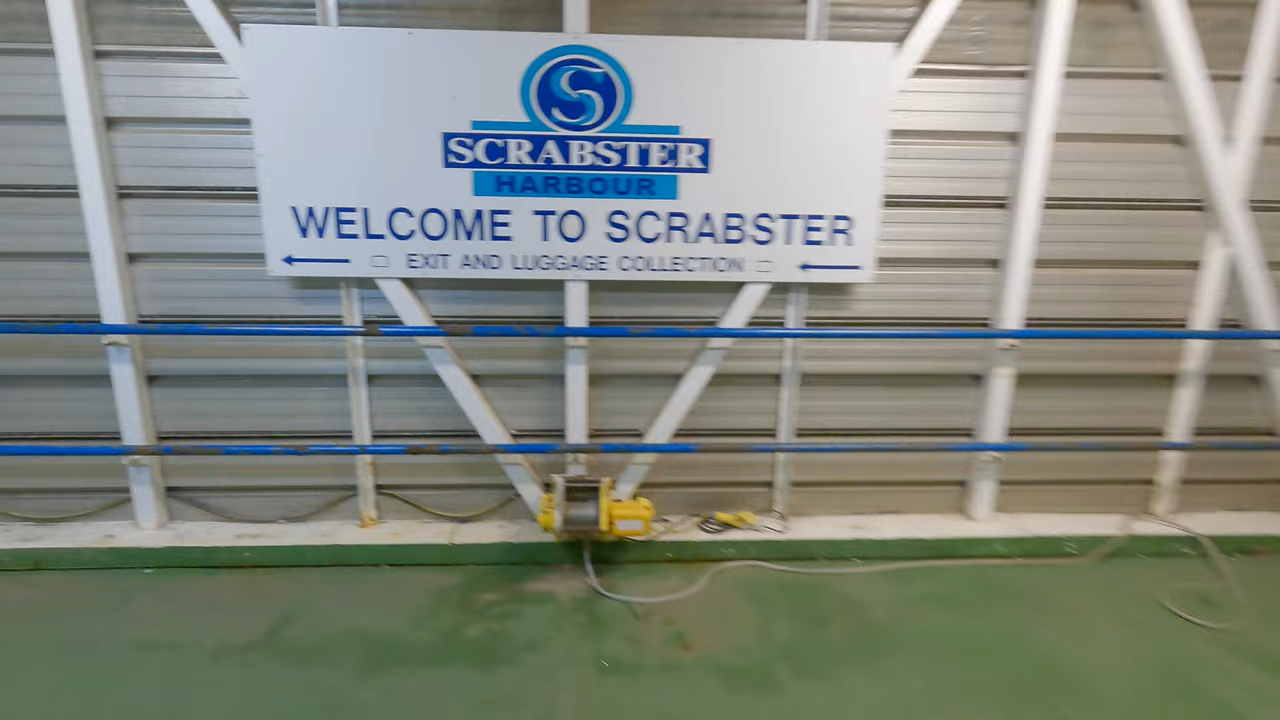 S
SCRABSTER
HARBOUR
WELCOME TO SCRABSTER
← □ EXIT AND LUGGAGE COLLECTION □ ←